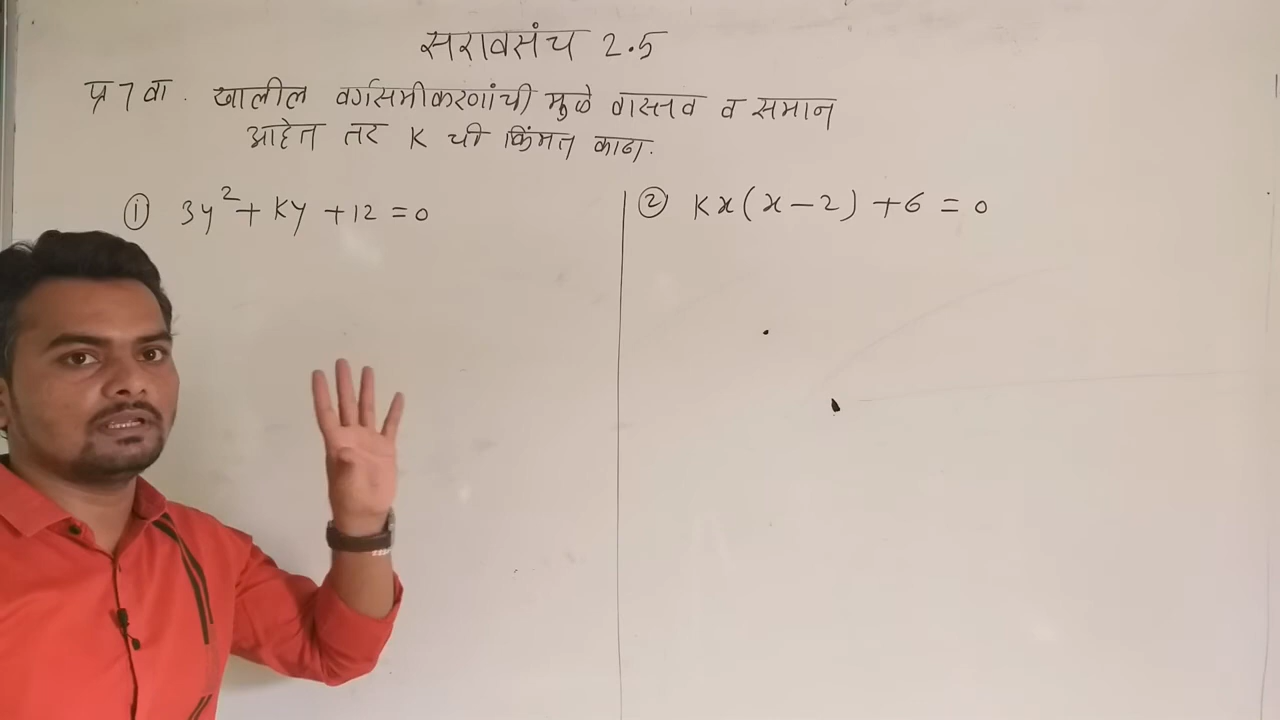 सरावसंच 2.5
प्र 7 वा. खालील वर्गसमीकरणांची मुळे वास्तव व समान
आहेत तर K ची किंमत काढा.
① 3y²+ Ky +12 = 0
② Kx(x-2) +6 = 0